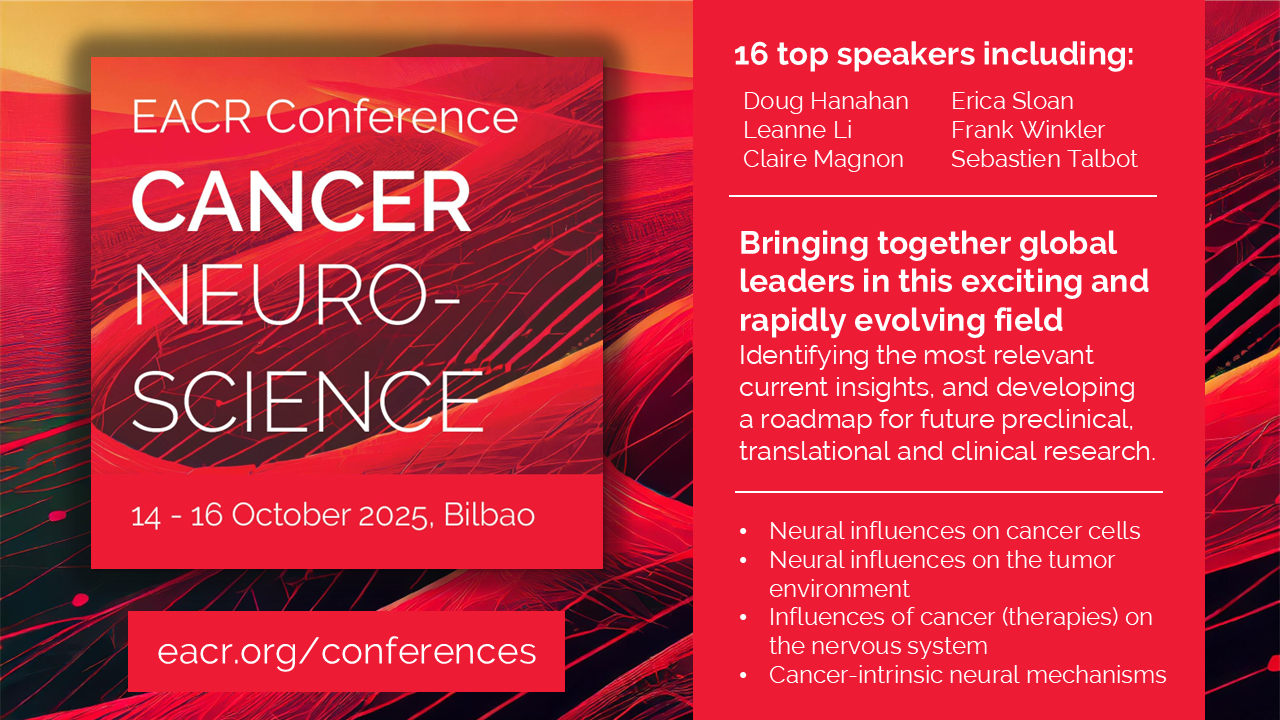 EACR Conference
CANCER
NEURO-
SCIENCE
14 - 16 October 2025, Bilbao
eacr.org/conferences
16 top speakers including:
Doug Hanahan
Leanne Li
Claire Magnon
Erica Sloan
Frank Winkler
Sebastien Talbot
Bringing together global
leaders in this exciting and
rapidly evolving field
Identifying the most relevant
current insights, and developing
a roadmap for future preclinical,
translational and clinical research.
• Neural influences on cancer cells
• Neural influences on the tumor
environment
• Influences of cancer (therapies) on
the nervous system
• Cancer-intrinsic neural mechanisms